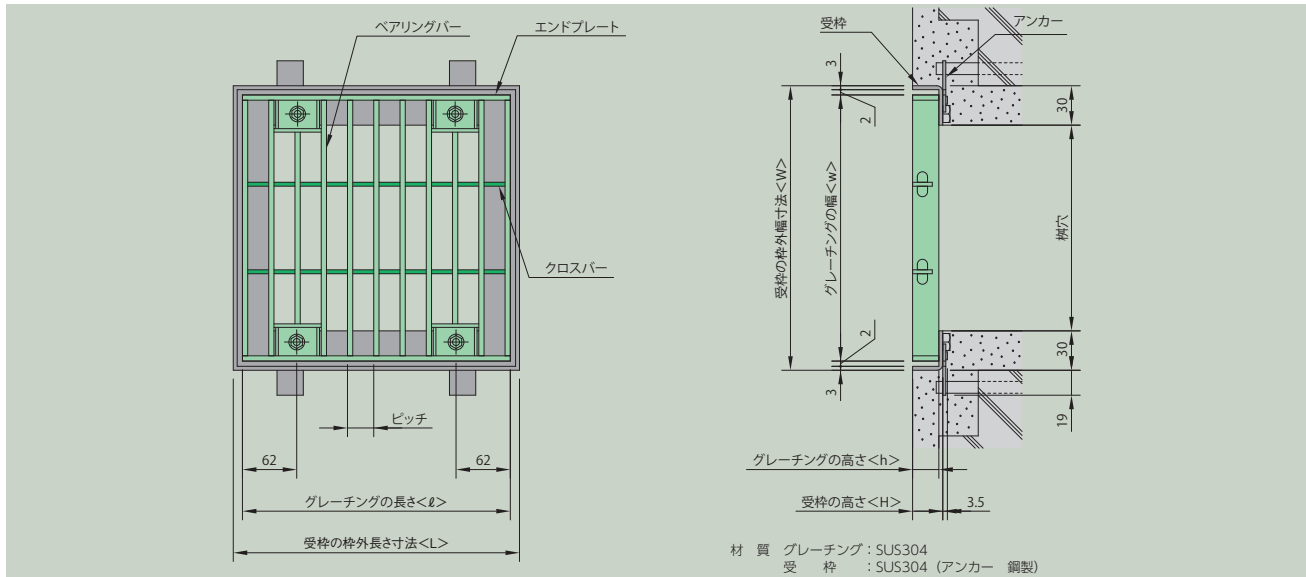 ベアリングバー
エンドプレート
クロスバー
ピッチ
62
62
グレーチングの長さ<ℓ>
受枠の枠外長さ寸法<L>
受枠
アンカー
3
2
30
受枠の枠外幅寸法<W>
グレーチングの幅<w>
桝穴
2
3
30
19
グレーチングの高さ<h>
受枠の高さ<H>
3.5
材　質　グレーチング：SUS304
受　　枠　　：SUS304（アンカー　鋼製）